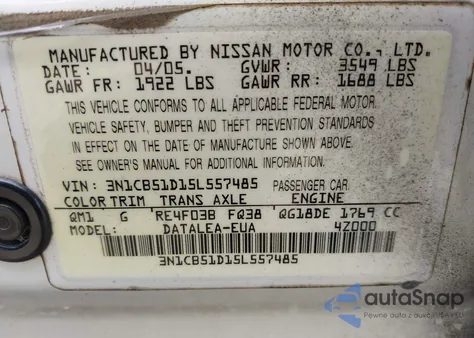 MANUFACTURED BY NISSAN MOTOR CO., LTD.
DATE: 04/05. GVWR: 3549 LBS
GAWR FR: 1922 LBS GAWR RR: 1688 LBS
THIS VEHICLE CONFORMS TO ALL APPLICABLE FEDERAL MOTOR
VEHICLE SAFETY, BUMPER AND THEFT PREVENTION STANDARDS
IN EFFECT ON THE DATE OF MANUFACTURE SHOWN ABOVE.
SEE OWNER'S MANUAL FOR ADDITIONAL INFORMATION.
VIN: 3N1CB51D15L557485 PASSENGER CAR.
COLOR TRIM TRANS AXLE ENGINE
QM1 G RE4F03B FQ38 QG18DE 1769 CC
MODEL: DATALEA-EUA 4Z000
3N1CB51D15L557485
autoSnap
Pewne auta z USA